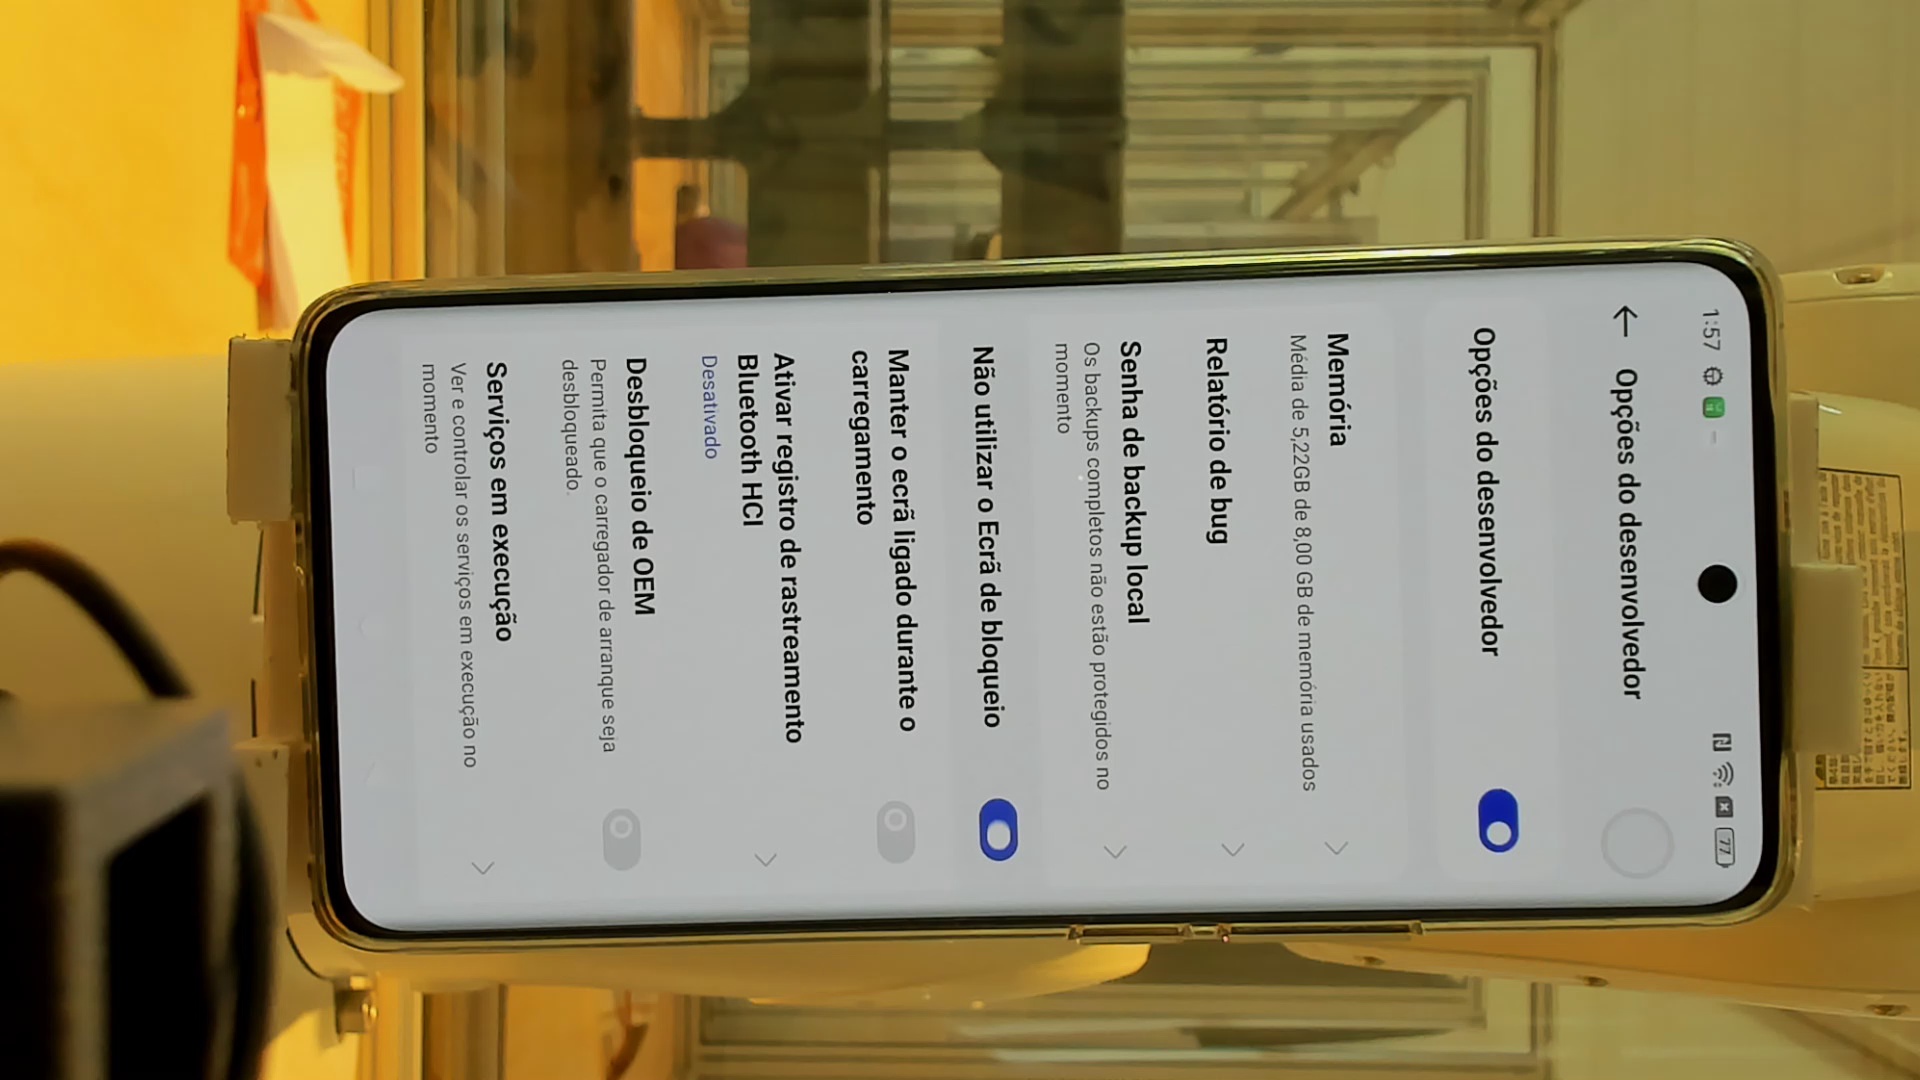 1:57
77
Opções do desenvolvedor
Opções do desenvolvedor
Memória
Média de 5,22GB de 8,00 GB de memória usados
Relatório de bug
Senha de backup local
Os backups completos não estão protegidos no
momento
Não utilizar o Ecrã de bloqueio
Manter o ecrã ligado durante o
carregamento
Ativar registro de rastreamento
Bluetooth HCI
Desativado
Desbloqueio de OEM
Permita que o carregador de arranque seja
desbloqueado.
Serviços em execução
Ver e controlar os serviços em execução no
momento